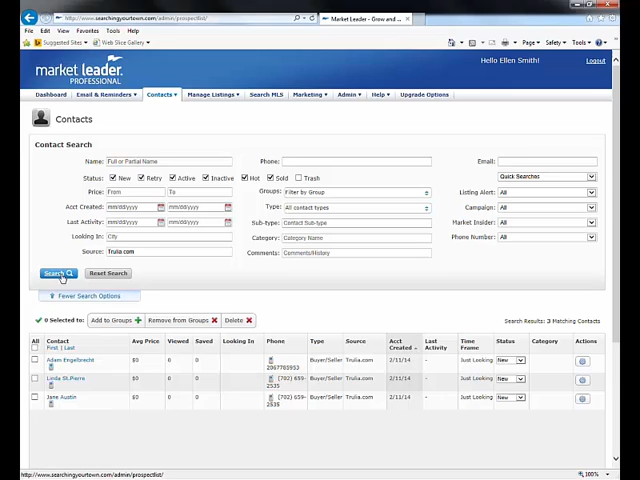 http://www.searchingyourtown.com/admin/prospectlist/
Market Leader - Grow and ...
File Edit View Favorites Tools Help
Suggested Sites Web Slice Gallery
Page Safety Tools
market leader.
PROFESSIONAL
Hello Ellen Smith!
Logout
Dashboard Email & Reminders Contacts Manage Listings Search MLS Marketing Admin Help Upgrade Options
Contacts
Contact Search
Name: Full or Partial Name Phone: Email:
Status: New Retry Active Inactive Hot Sold Trash Quick Searches
Price: From To Groups: Filter by Group Listing Alert: All
Acct Created: mm/dd/yyyy mm/dd/yyyy Type: All contact types Campaign: All
Last Activity: mm/dd/yyyy mm/dd/yyyy Sub-type: Contact Sub-type Market Insider: All
Looking In: City Category: Category Name Phone Number: All
Source: Trulia.com Comments: Comments/History
Search Reset Search
Fewer Search Options
0 Selected to: Add to Groups Remove from Groups Delete Search Results: 3 Matching Contacts
All Contact First | Last Avg Price Viewed Saved Looking In Phone Type Source Acct Created Last Activity Time Frame Status Category Actions
Adam Engelbrecht $0 0 0 2067783953 Buyer/Seller Trulia.com 2/11/14 - Just Looking New
Linda St.Pierre $0 0 0 (702) 659-2535 Buyer/Seller Trulia.com 2/11/14 - Just Looking New
Jane Austin $0 0 0 (702) 659-2535 Buyer/Seller Trulia.com 2/11/14 - Just Looking New
http://www.searchingyourtown.com/admin/prospectlist/
100%